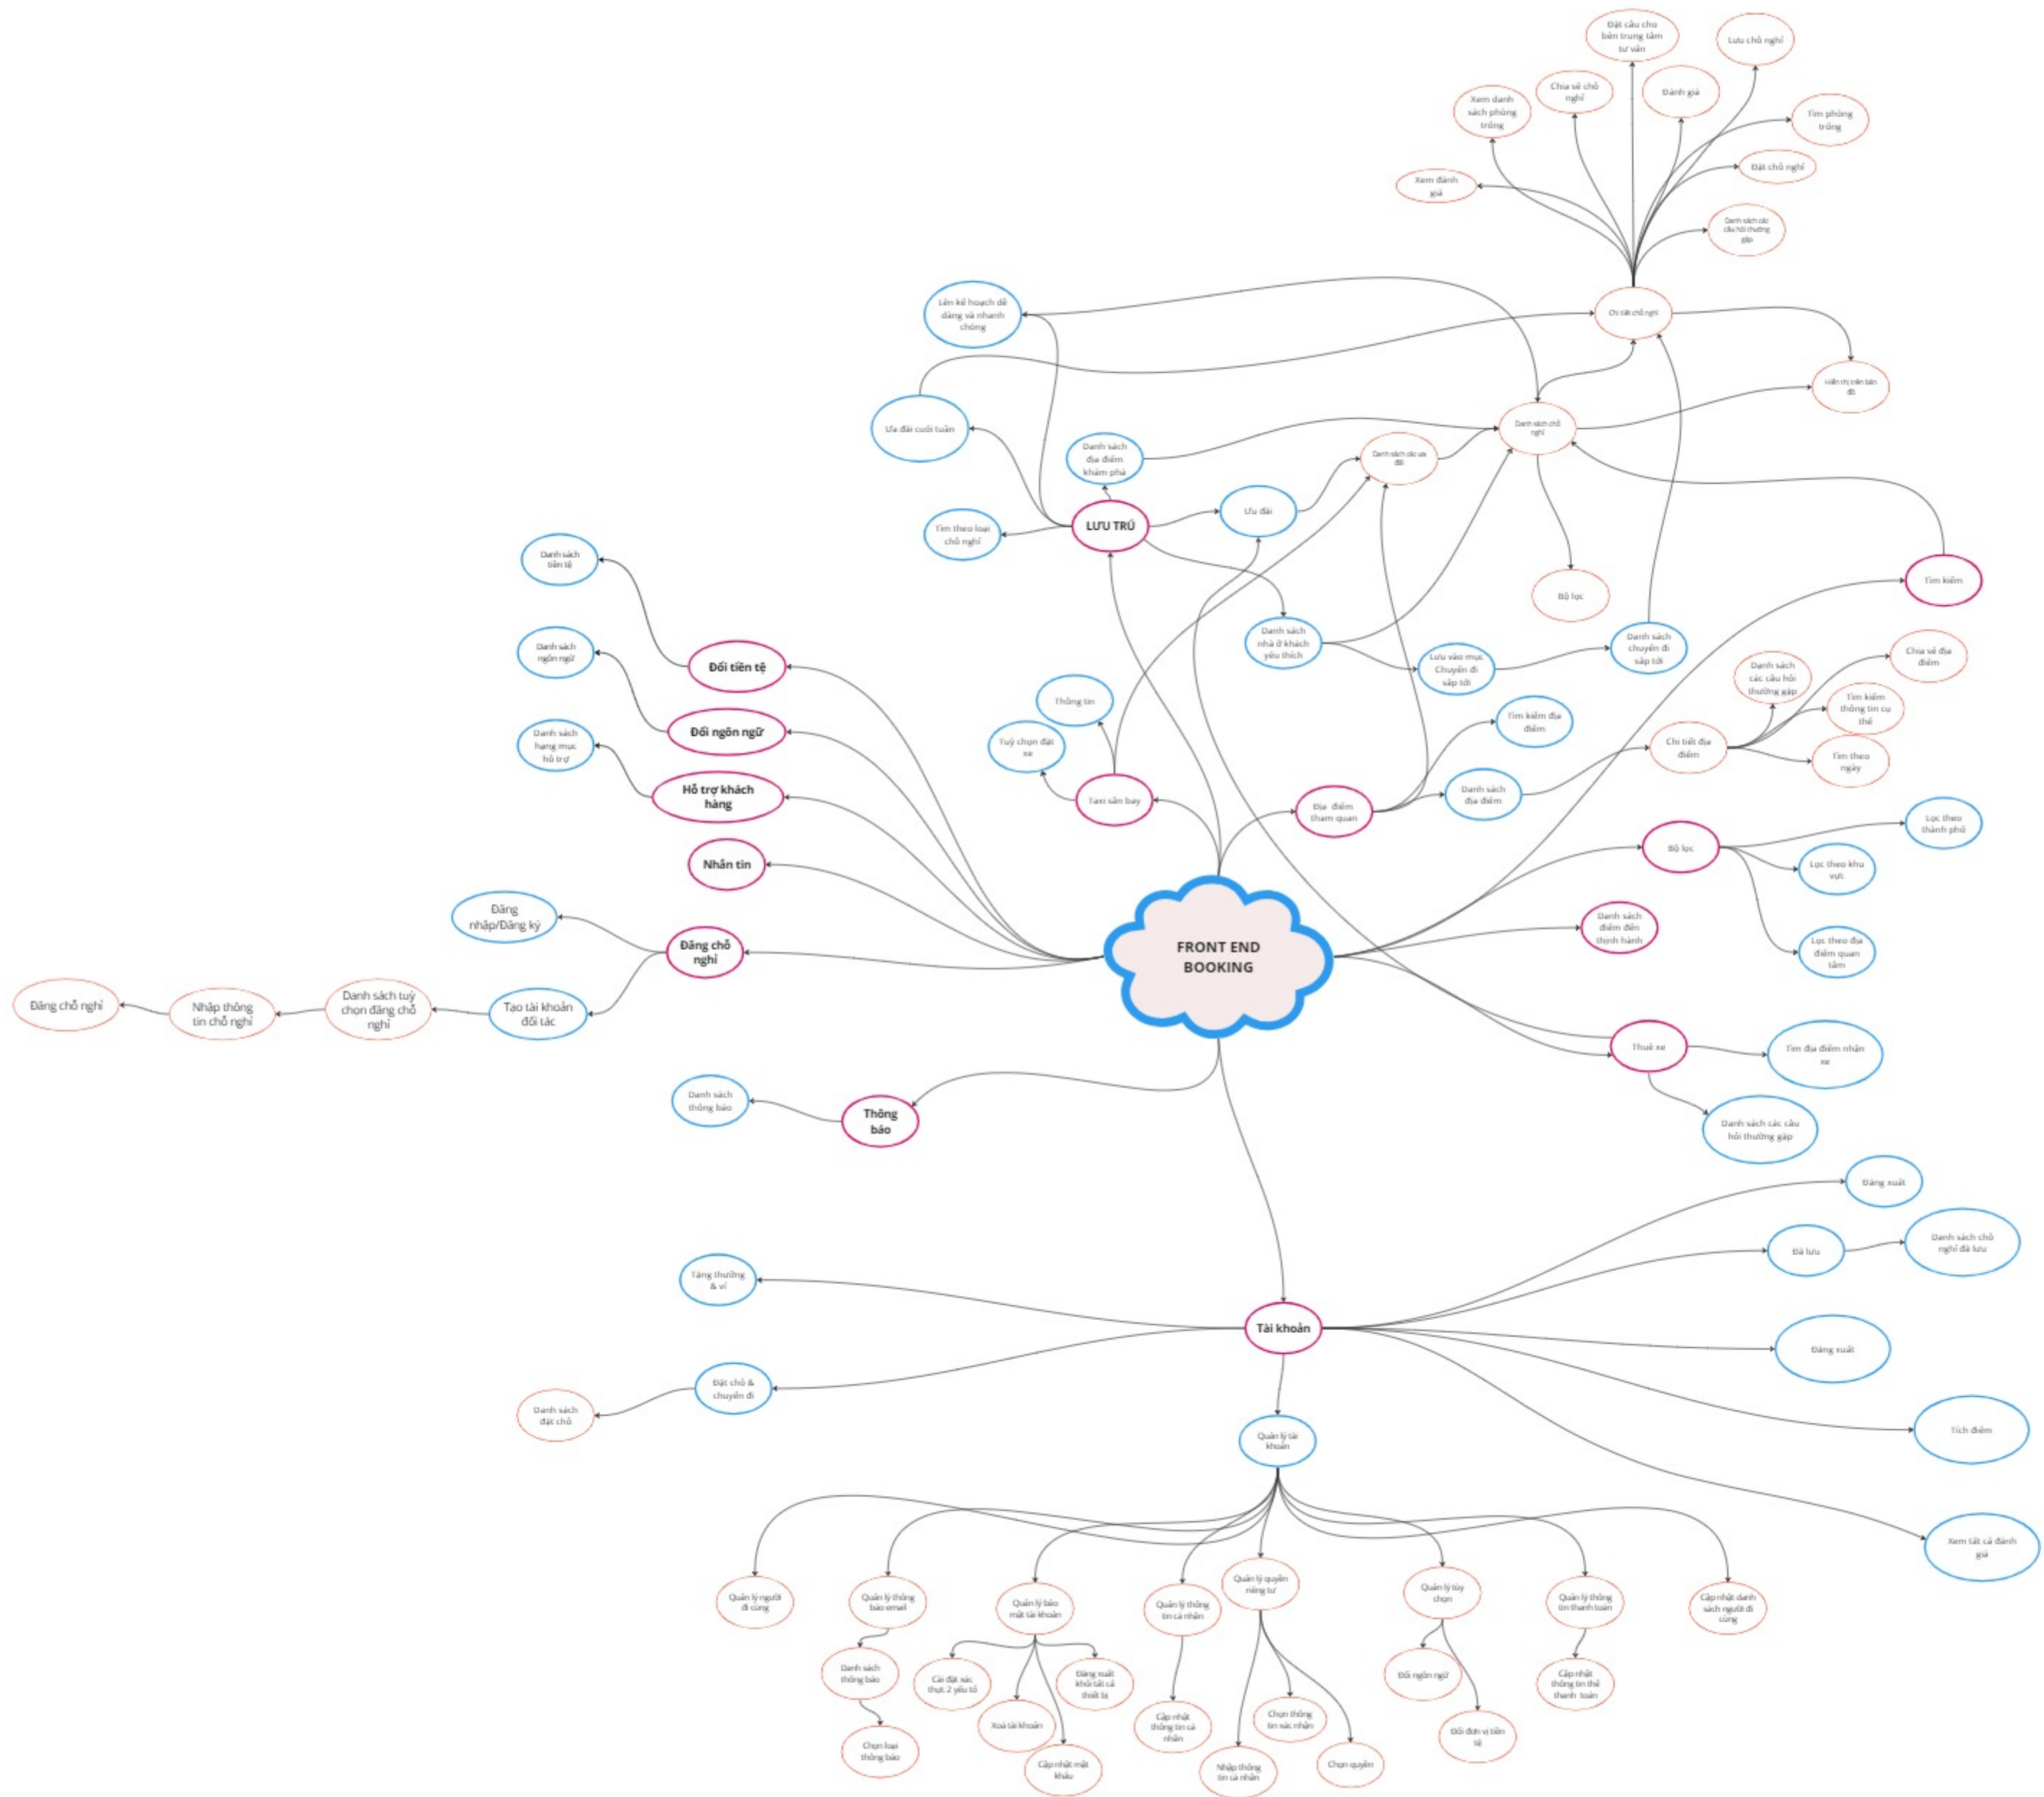 Đặt câu cho
bên trung tâm
tư vấn
Lưu chỗ nghỉ
Chia sẻ chỗ
nghỉ
Đánh giá
Xem danh
sách phòng
trống
Tìm phòng
trống
Đặt chỗ nghỉ
Xem đánh
giá
Danh sách các
câu hỏi thường
gặp
Lên kế hoạch dễ
dàng và nhanh
chóng
Chi tiết chỗ nghỉ
Hiển thị trên bản
đồ
Ưa đãi cuối tuần
Danh sách
địa điểm
khám phá
Danh sách các ưa
đãi
Danh sách chỗ
nghỉ
Tìm theo loại
chỗ nghỉ
LƯU TRÚ
Ưu đãi
Danh sách
tiền tệ
Bộ lọc
Tìm kiếm
Danh sách
ngôn ngữ
Đổi tiền tệ
Danh sách
nhà ở khách
yêu thích
Lưu vào mục
Chuyến đi
sắp tới
Danh sách
chuyến đi
sắp tới
Chia sẻ địa
điểm
Danh sách
các câu hỏi
thường gặp
Tìm kiếm
thông tin cụ
thể
Thông tin
Tuỳ chọn đặt
xe
Tìm kiếm địa
điểm
Chi tiết địa
điểm
Tìm theo
ngày
Danh sách
hạng mục
hỗ trợ
Đổi ngôn ngữ
Hỗ trợ khách
hàng
Taxi sân bay
Địa điểm
tham quan
Danh sách
địa điểm
Nhắn tin
Bộ lọc
Lọc theo
thành phố
Lọc theo khu
vực
Đăng
nhập/Đăng ký
Đăng chỗ
nghỉ
FRONT END
BOOKING
Danh sách
điểm đến
thịnh hành
Lọc theo địa
điểm quan
tâm
Đăng chỗ nghỉ
Nhập thông
tin chỗ nghỉ
Danh sách tuỳ
chọn đăng chỗ
nghỉ
Tạo tài khoản
đối tác
Thuê xe
Tìm địa điểm nhận
xe
Danh sách
thông báo
Thông
báo
Danh sách các câu
hỏi thường gặp
Đăng xuất
Đã lưu
Danh sách chỗ
nghỉ đã lưu
Tặng thưởng
& ví
Tài khoản
Đăng xuất
Đặt chỗ &
chuyến đi
Danh sách
đặt chỗ
Quản lý tài
khoản
Tích điểm
Xem tất cả đánh
giá
Quản lý người
đi cùng
Quản lý thông
báo email
Quản lý bảo
mật tài khoản
Quản lý thông
tin cá nhân
Quản lý quyền
riêng tư
Quản lý tùy
chọn
Quản lý thông
tin thanh toán
Cập nhật danh
sách người đi
cùng
Danh sách
thông báo
Cài đặt xác
thực 2 yếu tố
Đăng xuất
khỏi tất cả
thiết bị
Đổi ngôn ngữ
Cập nhật
thông tin thẻ
thanh toán
Xoá tài khoản
Cập nhật
thông tin cá
nhân
Chọn thông
tin xác nhận
Đổi đơn vị tiền
tệ
Chọn loại
thông báo
Cập nhật mật
khẩu
Nhập thông
tin cá nhân
Chọn quyền